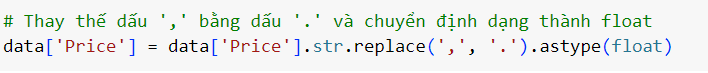 # Thay thế dấu ',' bằng dấu '.' và chuyển định dạng thành float
data['Price'] = data['Price'].str.replace(',', '.').astype(float)